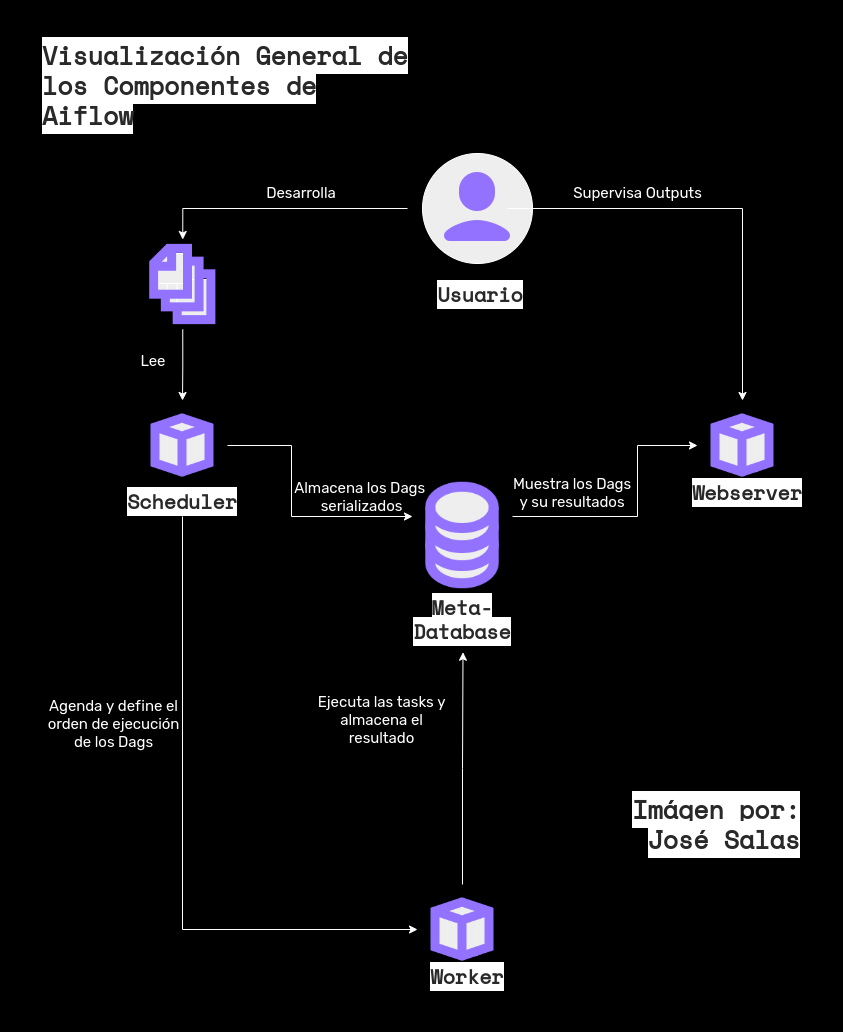 Visualización General de
los Componentes de
Aiflow
Desarrolla
Supervisa Outputs
Usuario
Lee
Scheduler
Almacena los Dags
serializados
Muestra los Dags
y su resultados
Webserver
Meta-
Database
Agenda y define el
orden de ejecución
de los Dags
Ejecuta las tasks y
almacena el
resultado
Imágen por:
José Salas
Worker